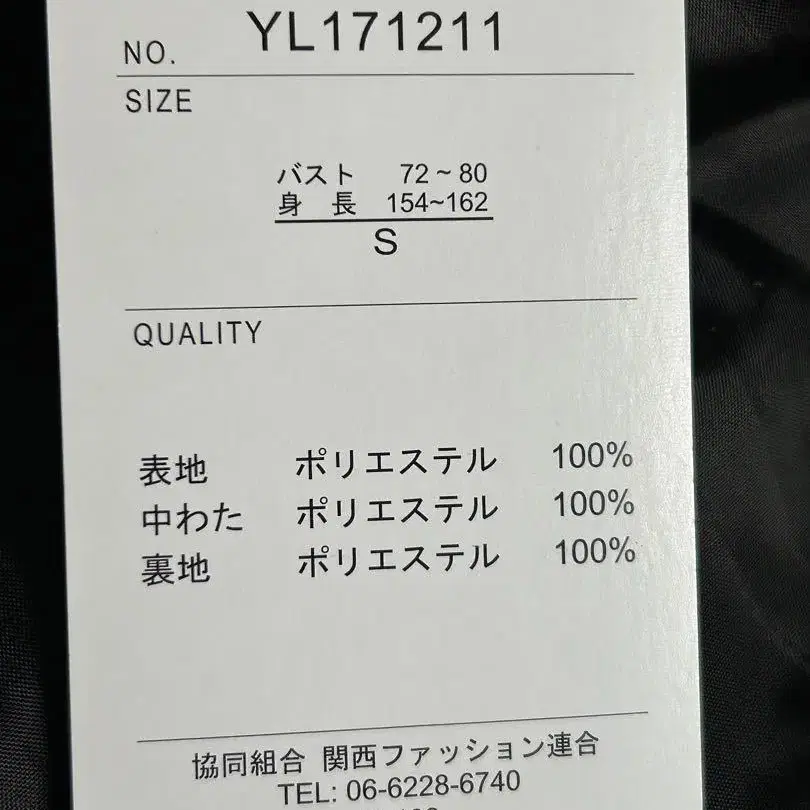 NO. YL171211
SIZE
バスト 72~80
身 長 154~162
S
QUALITY
表地 ポリエステル 100%
中わた ポリエステル 100%
裏地 ポリエステル 100%
協同組合 関西ファッション連合
TEL: 06-6228-6740